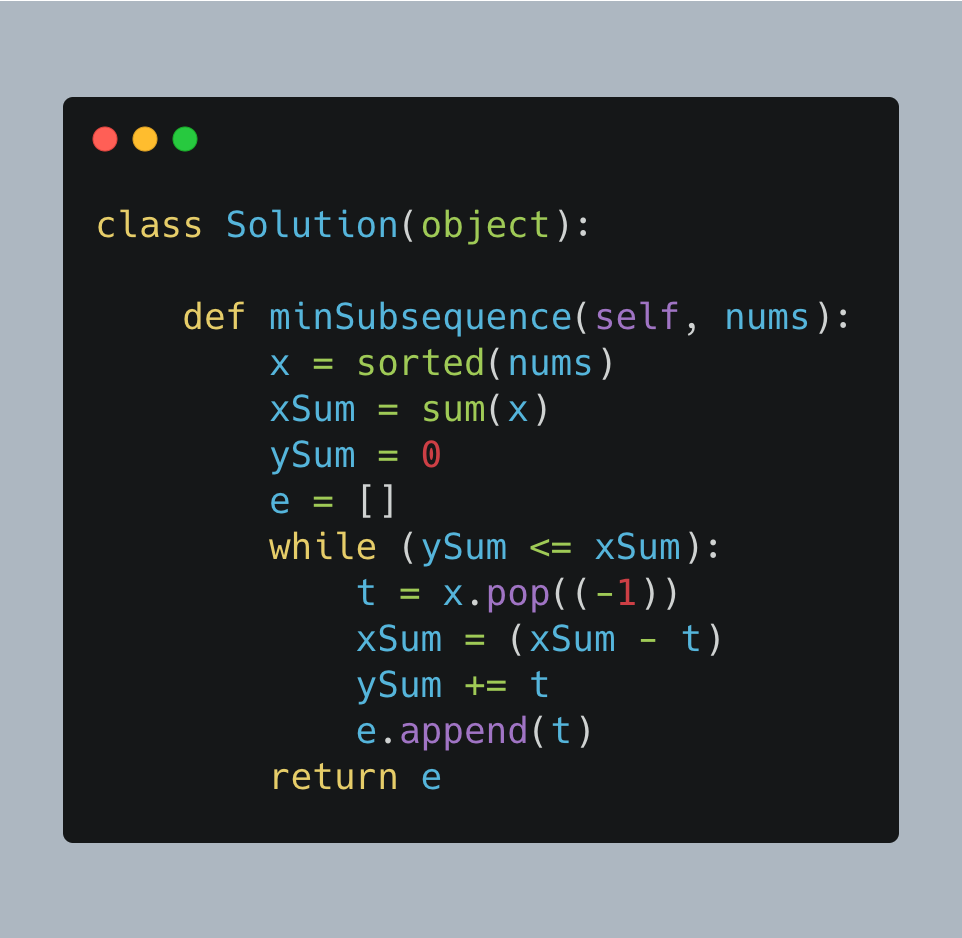 class Solution(object):

    def minSubsequence(self, nums):
        x = sorted(nums)
        xSum = sum(x)
        ySum = 0
        e = []
        while (ySum <= xSum):
            t = x.pop((-1))
            xSum = (xSum - t)
            ySum += t
            e.append(t)
        return e